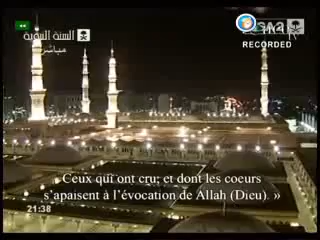 السنة النبوية
مباشر
RECORDED
Ceux qui ont cru, et dont les coeurs
s'apaisent à l'évocation de Allah (Dieu). »
21:38